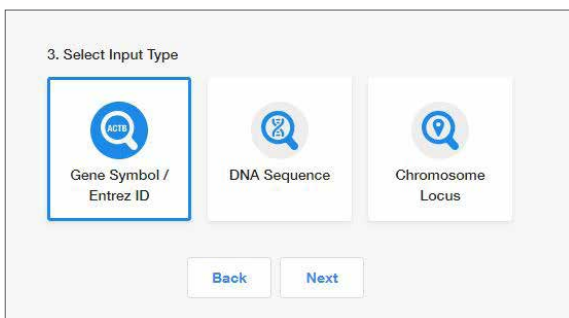 3. Select Input Type
ACTB
Gene Symbol /
Entrez ID
DNA Sequence
Chromosome
Locus
Back
Next